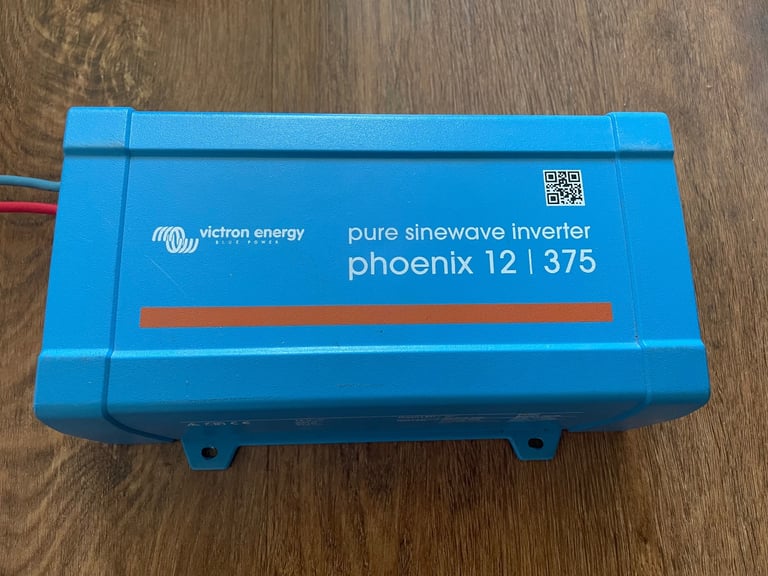 victron energy
BLUE POWER
pure sinewave inverter
phoenix 12 | 375